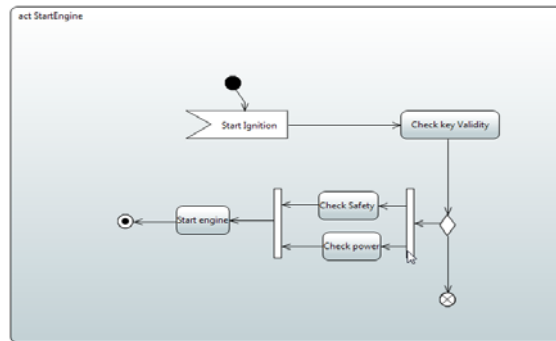 act StartEngine
Start Ignition
Check key Validity
Check Safety
Start engine
Check power